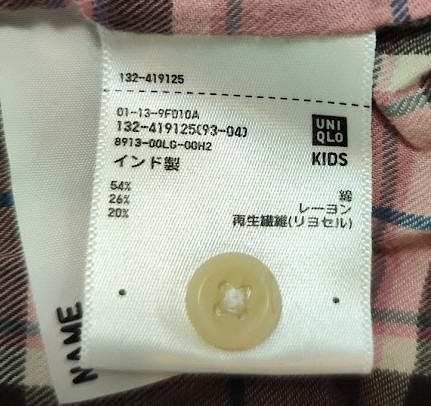 132-419125
01-13-9F010A
132-419125(93-04)
8913-00LG-00H2
インド製
UNI
QLO
KIDS
54% 綿
26% レーヨン
20% 再生繊維(リヨセル)
NAME